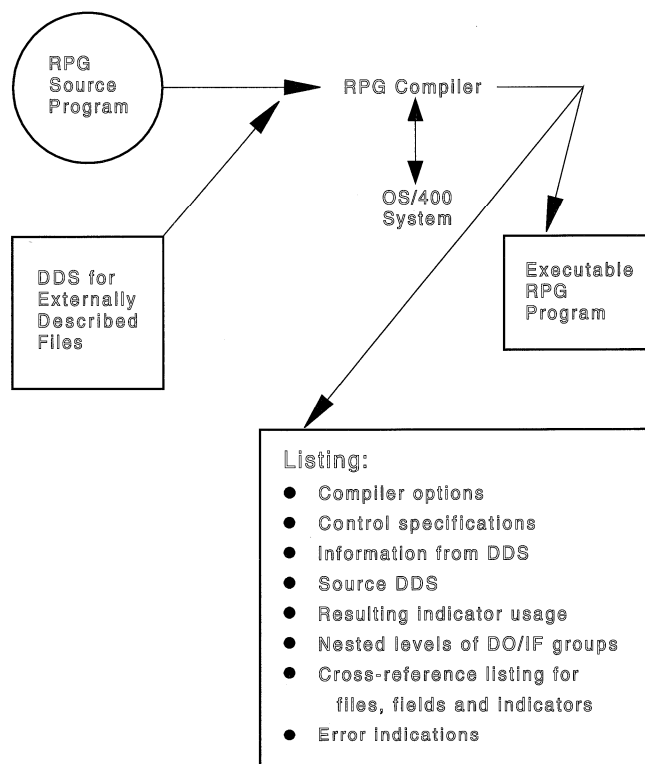 RPG
Source
Program
RPG Compiler
OS/400
System
DDS for
Externally
Described
Files
Executable
RPG
Program
Listing:
● Compiler options
● Control specifications
● Information from DDS
● Source DDS
● Resulting indicator usage
● Nested levels of DO/IF groups
● Cross-reference listing for
files, fields and indicators
● Error indications